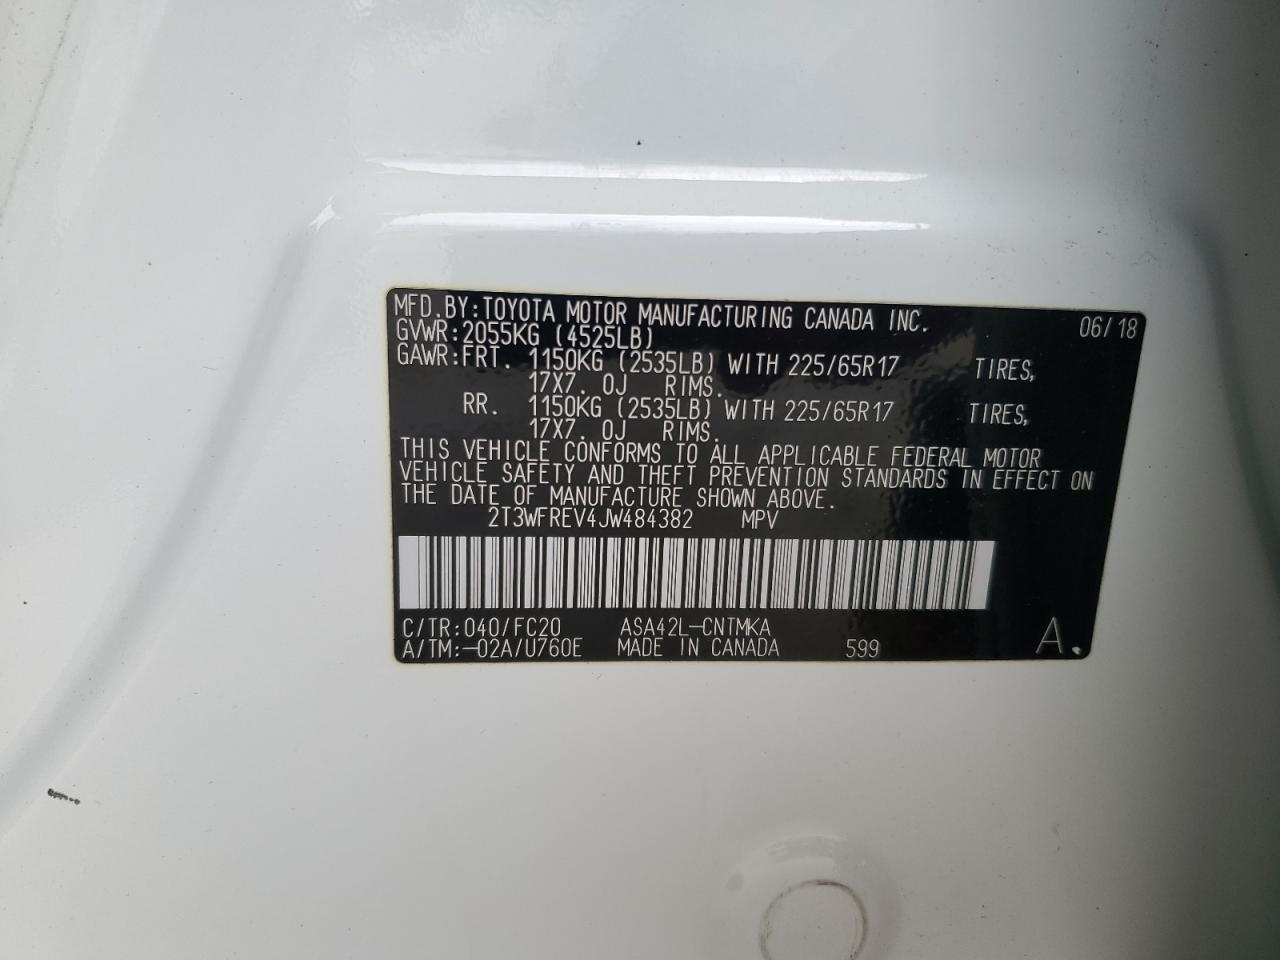 MFD.BY:TOYOTA MOTOR MANUFACTURING CANADA INC. 06/18
GVWR:2055KG (4525LB)
GAWR:FRT. 1150KG (2535LB) WITH 225/65R17 TIRES,
17X7. 0J RIMS.
RR. 1150KG (2535LB) WITH 225/65R17 TIRES,
17X7. 0J RIMS.
THIS VEHICLE CONFORMS TO ALL APPLICABLE FEDERAL MOTOR
VEHICLE SAFETY AND THEFT PREVENTION STANDARDS IN EFFECT ON
THE DATE OF MANUFACTURE SHOWN ABOVE.
2T3WFREV4JW484382 MPV
C/TR:040/FC20 ASA42L-CNTMKA
A/TM:-02A/U760E MADE IN CANADA 599 A.